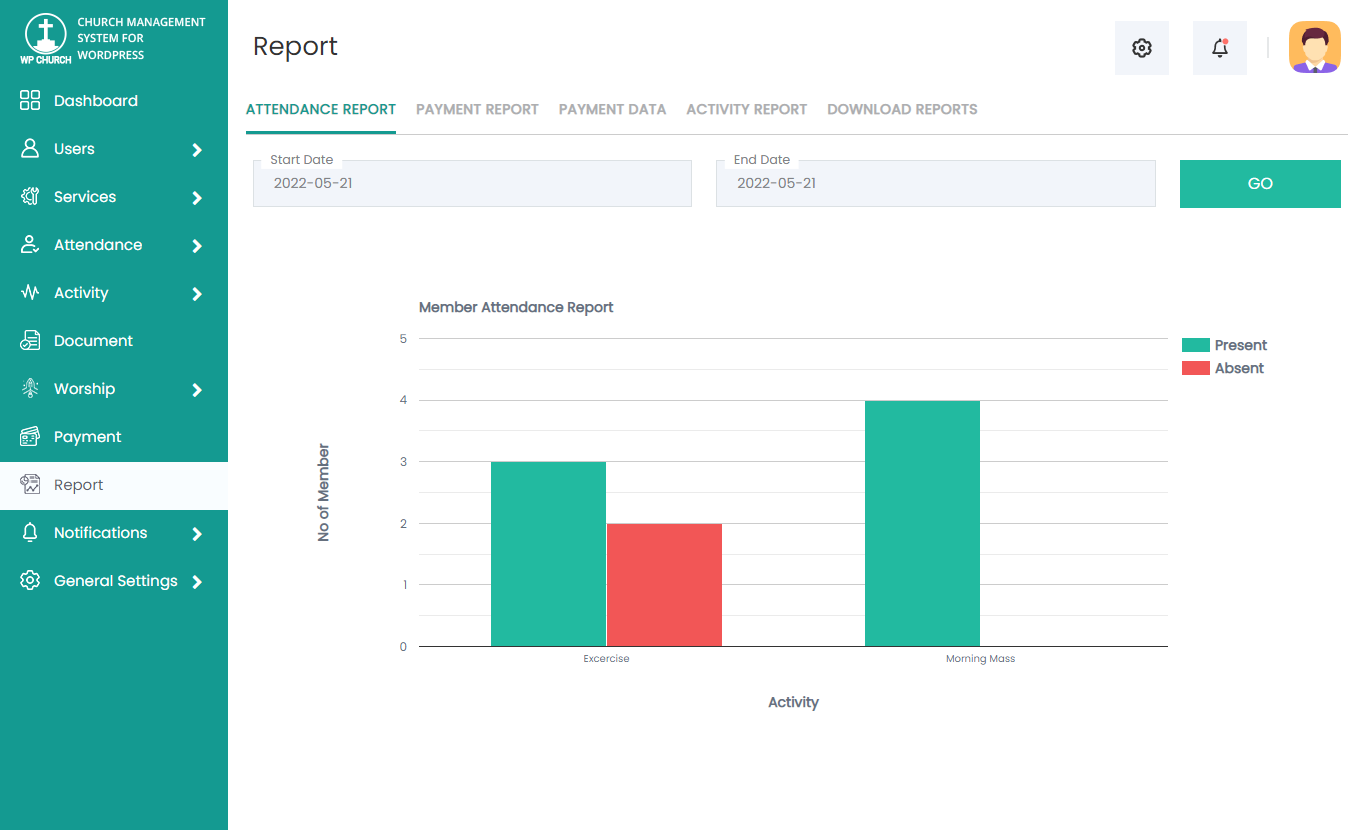 CHURCH MANAGEMENT
SYSTEM FOR
WORDPRESS
WP CHURCH
Dashboard
Users
Services
Attendance
Activity
Document
Worship
Payment
Report
Notifications
General Settings
Report
ATTENDANCE REPORT PAYMENT REPORT PAYMENT DATA ACTIVITY REPORT DOWNLOAD REPORTS
Start Date
2022-05-21
End Date
2022-05-21
GO
Member Attendance Report
5
4
3
2
1
0
No of Member
Excercise
Morning Mass
Activity
Present
Absent